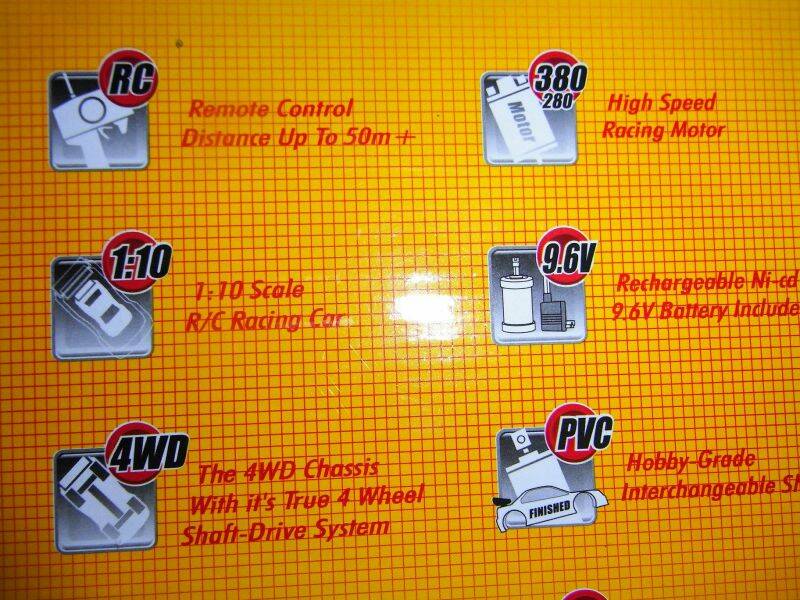 RC
Remote Control
Distance Up To 50m+
380
280
Motor
High Speed
Racing Motor
1:10
1:10 Scale
R/C Racing Car
9.6V
Rechargeable Ni-cd
9.6V Battery Include
4WD
The 4WD Chassis
With it's True 4 Wheel
Shaft-Drive System
PVC
FINISHED
Hobby-Grade
Interchangeable